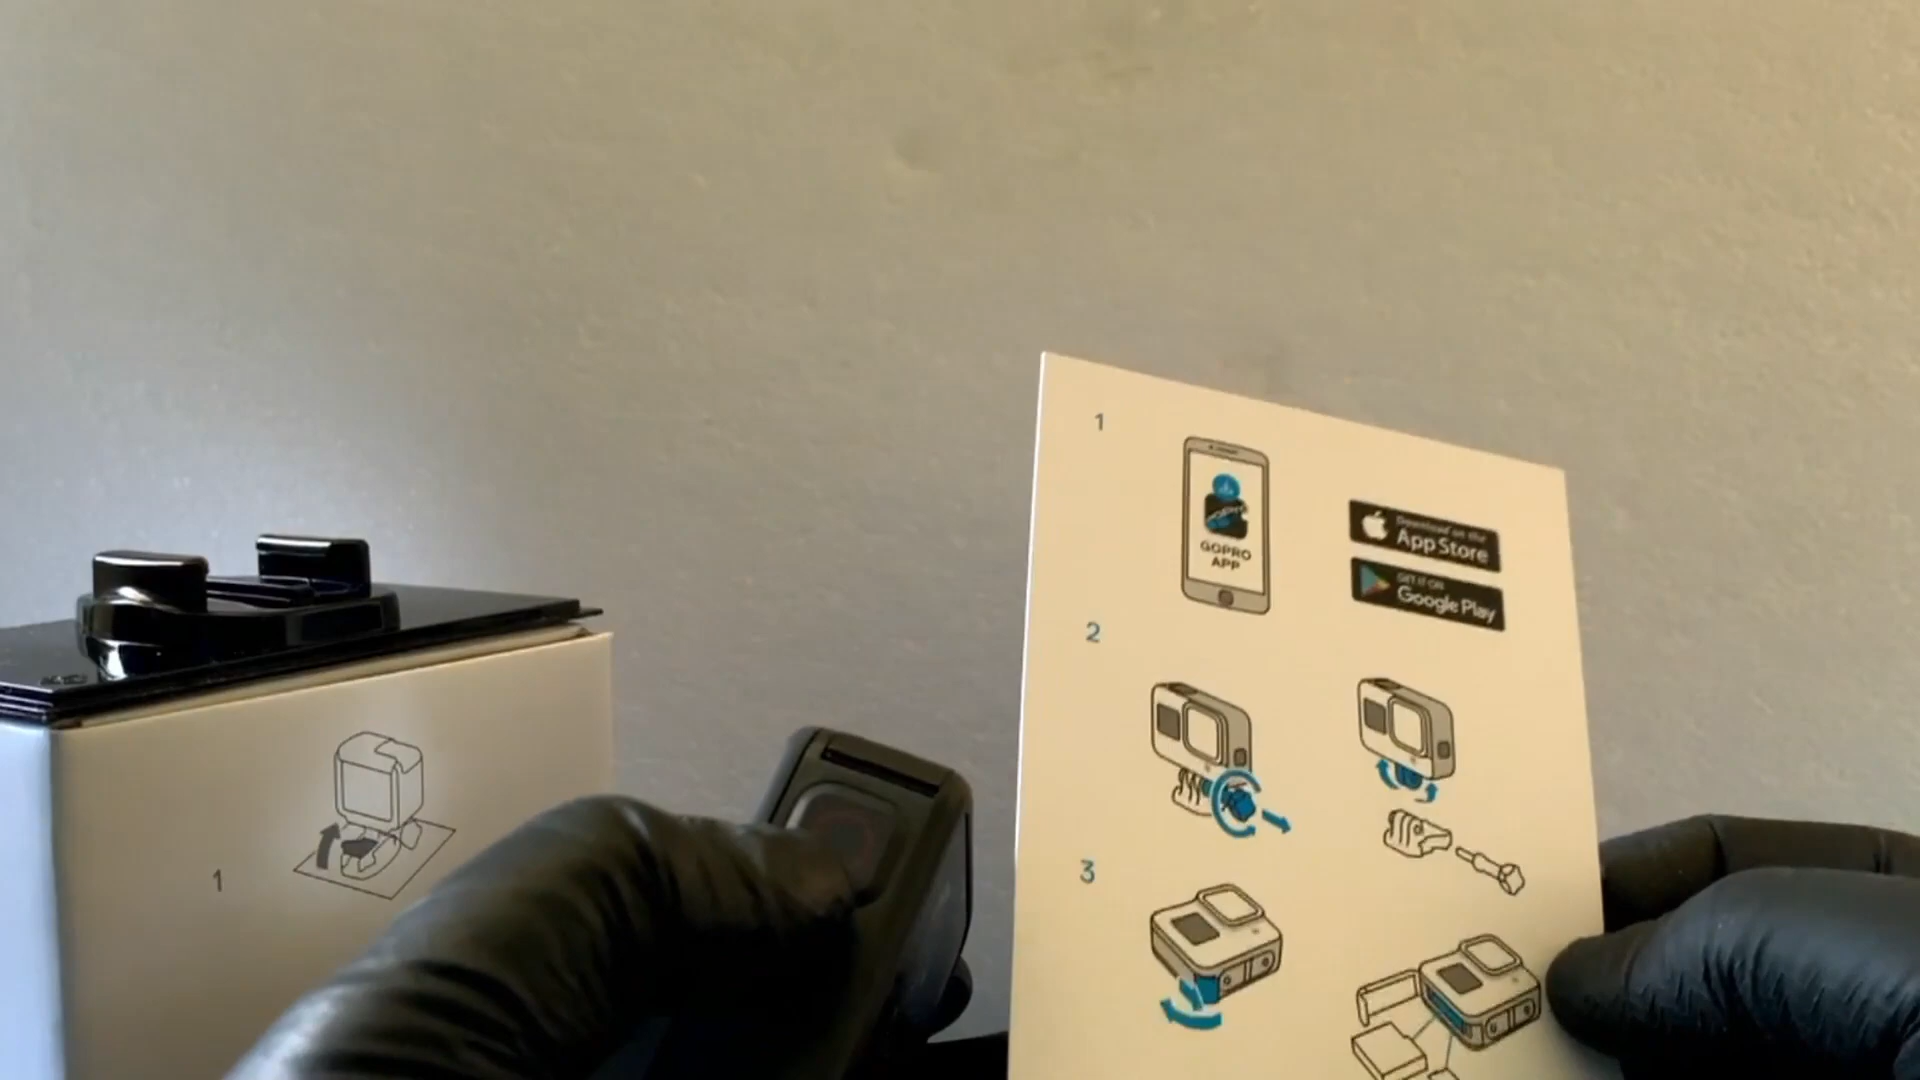 1
GOPRO
APP
Download on the
App Store
GET IT ON
Google Play
2
3
1